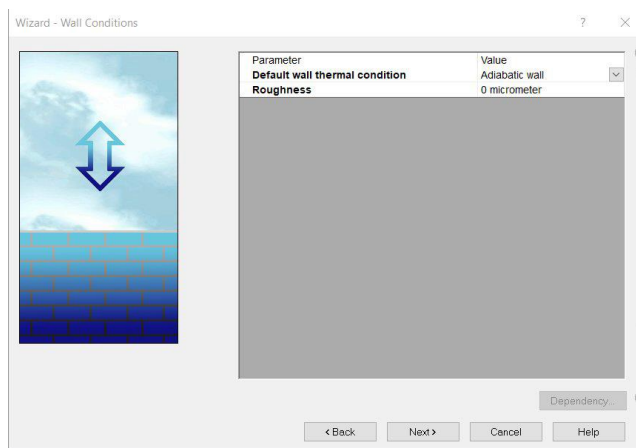 Wizard - Wall Conditions ? ×
Parameter Value
Default wall thermal condition Adiabatic wall
Roughness 0 micrometer
Dependency...
< Back Next > Cancel Help